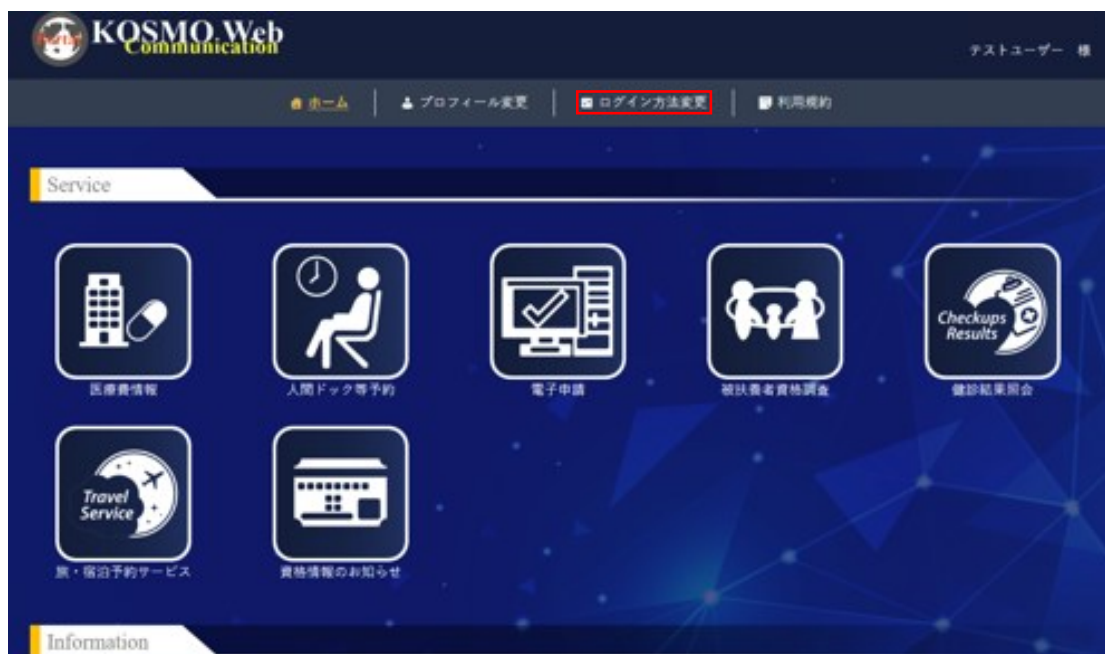 Portal
KOSMO Web
Communication
テストユーザー 様
ホーム
プロフィール変更
ログイン方法変更
利用規約
Service
Checkups
Results
医療費情報
人間ドック等予約
電子申請
被扶養者資格調査
健診結果照会
Travel
Service
旅・宿泊予約サービス
資格情報のお知らせ
Information